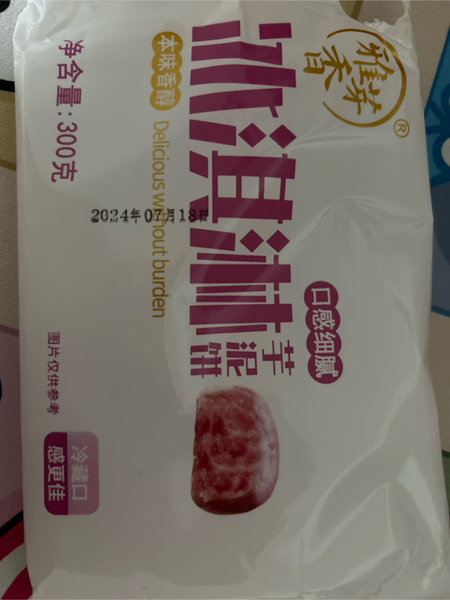 雅芽香
®
冰淇淋
芋泥饼
口感细腻
本味香醇
Delicious without burden
净含量:300克
2024年07月18日
图片仅供参考
冷藏口
感更佳